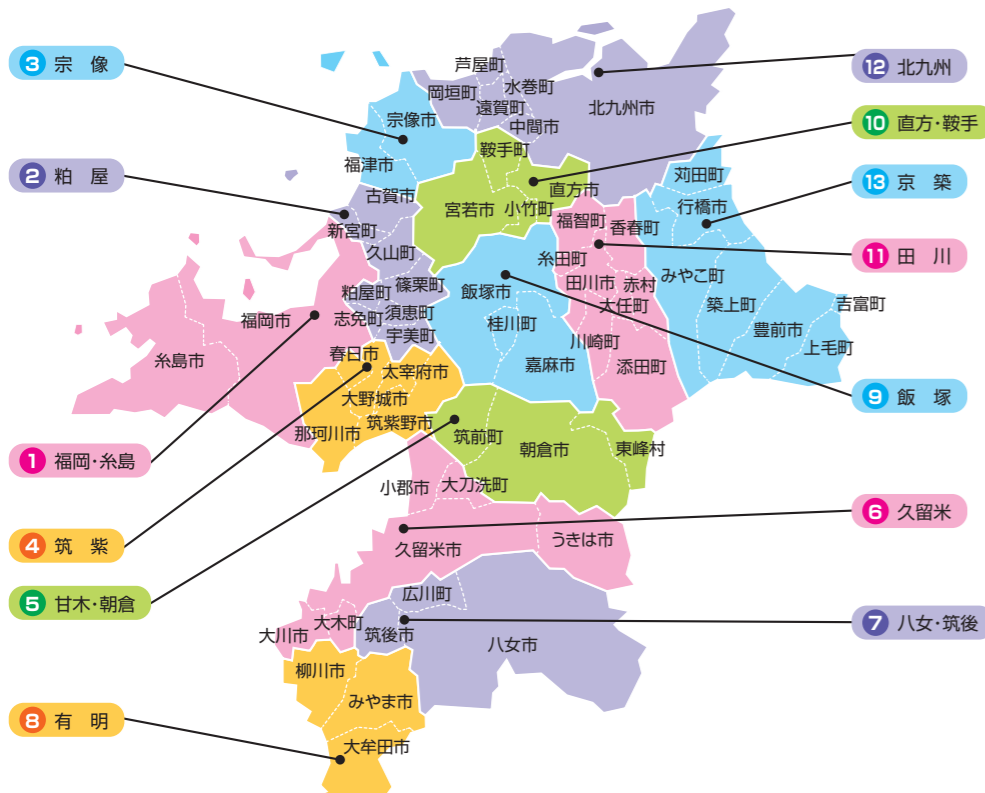 3 宗像
2 粕屋
1 福岡・糸島
4 筑紫
5 甘木・朝倉
8 有明
12 北九州
10 直方・鞍手
13 京築
11 田川
9 飯塚
6 久留米
7 八女・筑後
芦屋町
水巻町
岡垣町
遠賀町
北九州市
中間市
宗像市
鞍手町
福津市
苅田町
直方市
古賀市
宮若市
小竹町
行橋市
福智町
香春町
新宮町
久山町
糸田町
みやこ町
篠栗町
赤村
粕屋町
飯塚市
田川市
大任町
築上町
吉富町
福岡市
志免町
須恵町
桂川町
豊前市
宇美町
川崎町
上毛町
糸島市
春日市
太宰府市
嘉麻市
添田町
大野城市
筑紫野市
那珂川市
筑前町
朝倉市
東峰村
小郡市
大刀洗町
久留米市
うきは市
広川町
大木町
大川市
筑後市
八女市
柳川市
みやま市
大牟田市